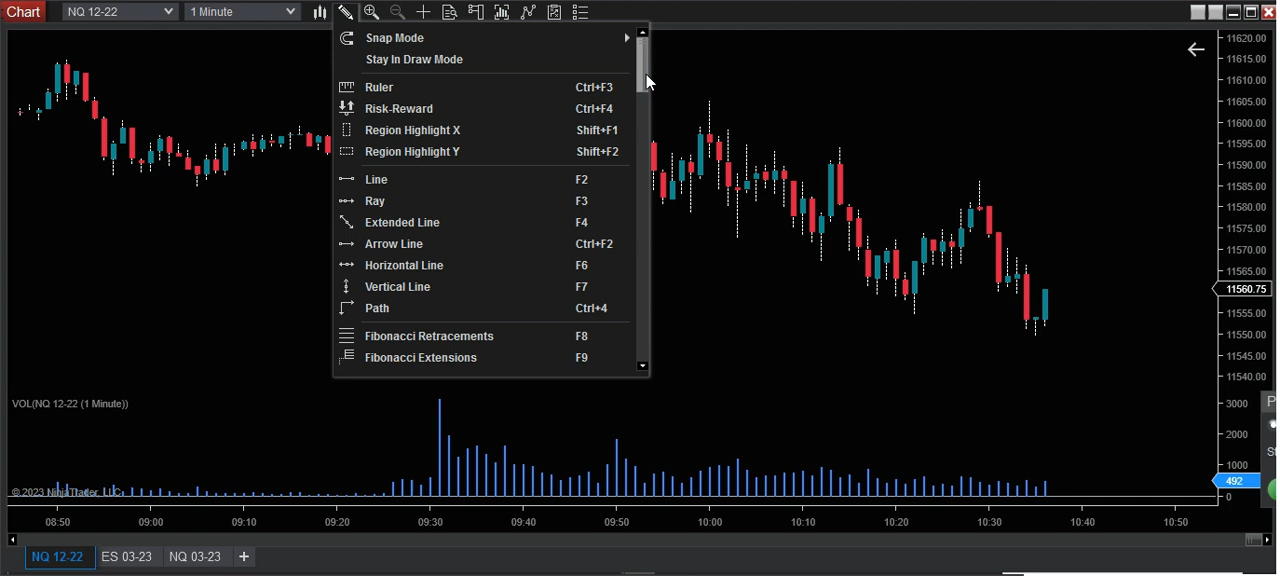 Chart NQ 12-22 1 Minute
Snap Mode
Stay In Draw Mode
Ruler Ctrl+F3
Risk-Reward Ctrl+F4
Region Highlight X Shift+F1
Region Highlight Y Shift+F2
Line F2
Ray F3
Extended Line F4
Arrow Line Ctrl+F2
Horizontal Line F6
Vertical Line F7
Path Ctrl+4
Fibonacci Retracements F8
Fibonacci Extensions F9
11620.00
11615.00
11610.00
11605.00
11600.00
11595.00
11590.00
11585.00
11580.00
11575.00
11570.00
11565.00
11560.75
11555.00
11550.00
11545.00
11540.00
VOL(NQ 12-22 (1 Minute))
3000
2000
1000
492
0
P
St
© 2023 NinjaTrader, LLC
08:50 09:00 09:10 09:20 09:30 09:40 09:50 10:00 10:10 10:20 10:30 10:40 10:50
NQ 12-22 ES 03-23 NQ 03-23 +